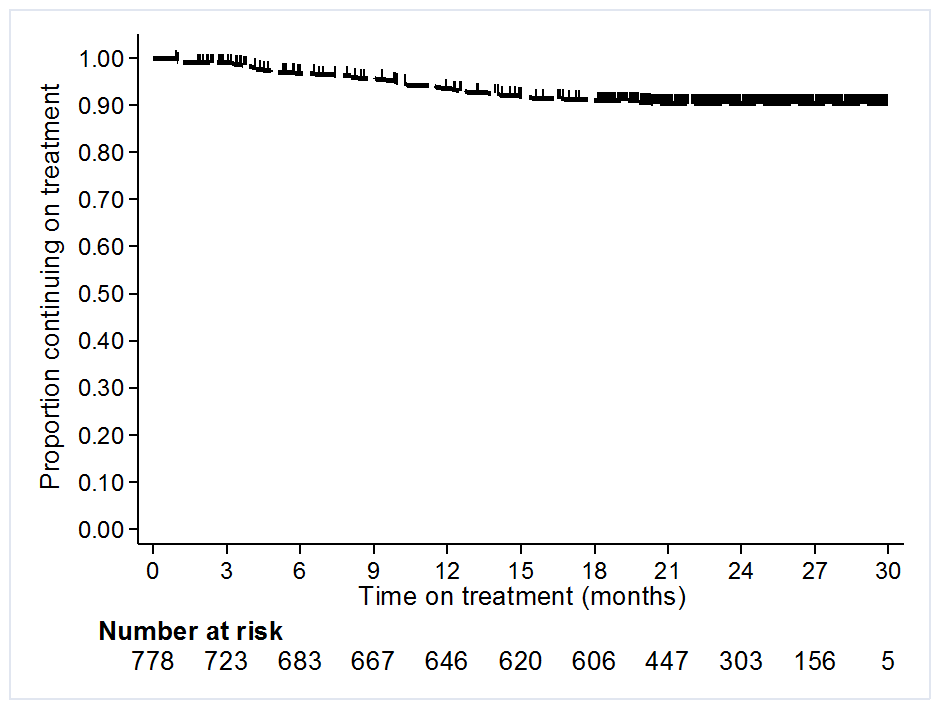 Proportion continuing on treatment
1.00
0.90
0.80
0.70
0.60
0.50
0.40
0.30
0.20
0.10
0.00
0 3 6 9 12 15 18 21 24 27 30
Time on treatment (months)
Number at risk
778 723 683 667 646 620 606 447 303 156 5